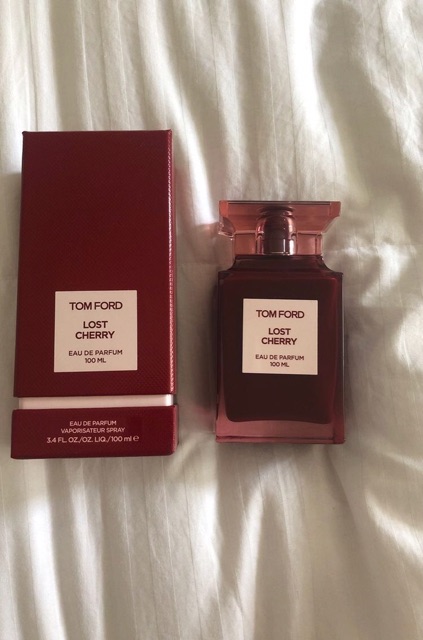 TOM FORD
LOST
CHERRY
EAU DE PARFUM
100 ML
EAU DE PARFUM
VAPORISATEUR SPRAY
3.4 FL. OZ./OZ. LIQ./100 ml ℮
TOM FORD
LOST
CHERRY
EAU DE PARFUM
100 ML